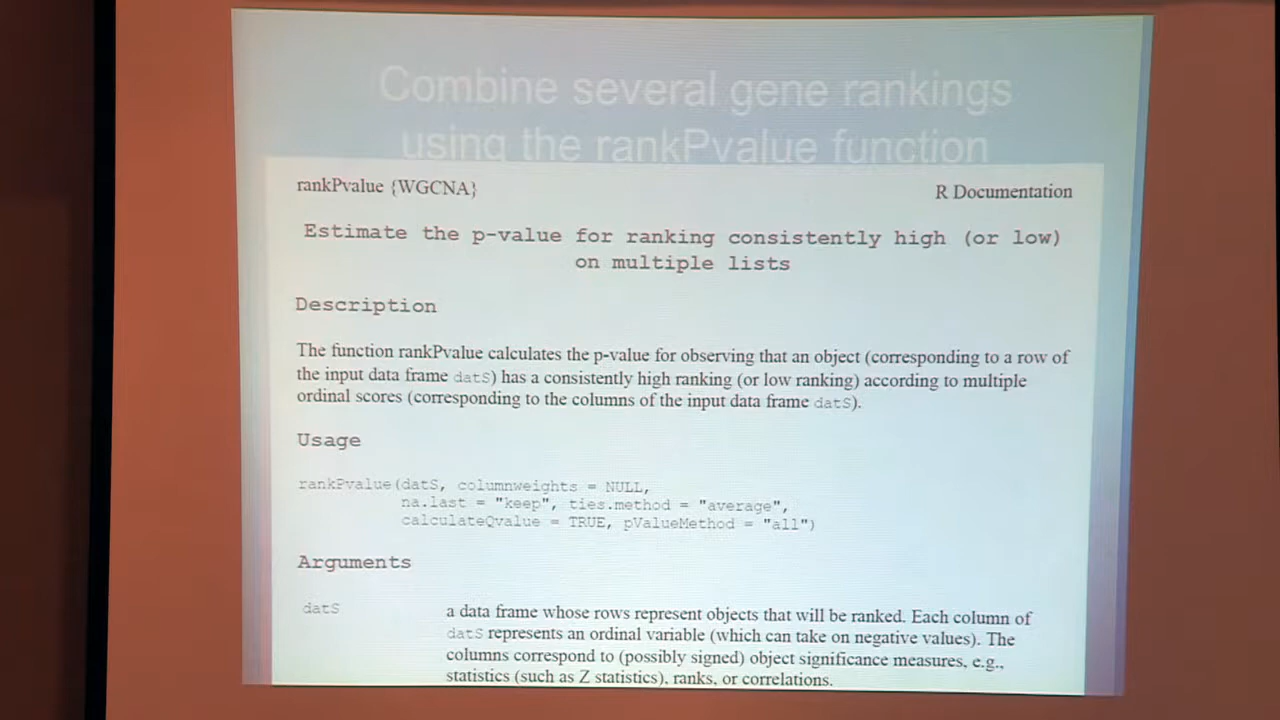 Combine several gene rankings
using the rankPvalue function
rankPvalue {WGCNA}
R Documentation
Estimate the p-value for ranking consistently high (or low)
on multiple lists
Description
The function rankPvalue calculates the p-value for observing that an object (corresponding to a row of
the input data frame datS) has a consistently high ranking (or low ranking) according to multiple
ordinal scores (corresponding to the columns of the input data frame datS).
Usage
rankPvalue(datS, columnweights = NULL,
na.last = "keep", ties.method = "average",
calculateQvalue = TRUE, pValueMethod = "all")
Arguments
datS
a data frame whose rows represent objects that will be ranked. Each column of
datS represents an ordinal variable (which can take on negative values). The
columns correspond to (possibly signed) object significance measures, e.g.,
statistics (such as Z statistics), ranks, or correlations.